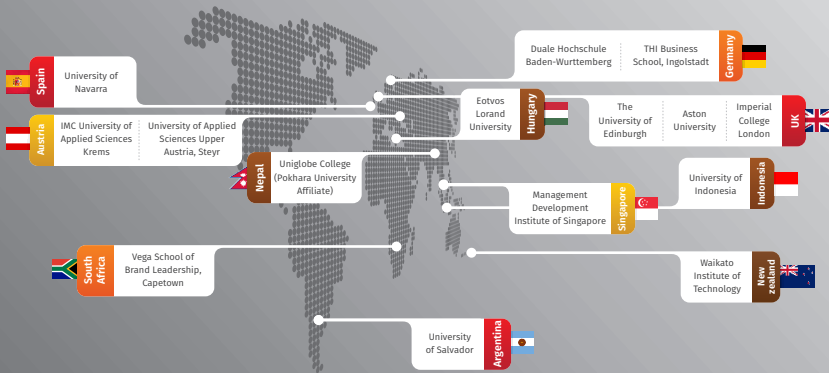 Duale Hochschule
Baden-Wurttemberg
THI Business
School, Ingolstadt
Germany
Spain
University of
Navarra
Eotvos
Lorand
University
Hungary
The
University of
Edinburgh
Aston
University
Imperial
College
London
UK
Austria
IMC University of
Applied Sciences
Krems
University of Applied
Sciences Upper
Austria, Steyr
Nepal
Uniglobe College
(Pokhara University
Affiliate)
University of
Indonesia
Indonesia
Management
Development
Institute of Singapore
Singapore
South
Africa
Vega School of
Brand Leadership,
Capetown
Waikato
Institute of
Technology
New
zealand
University
of Salvador
Argentina